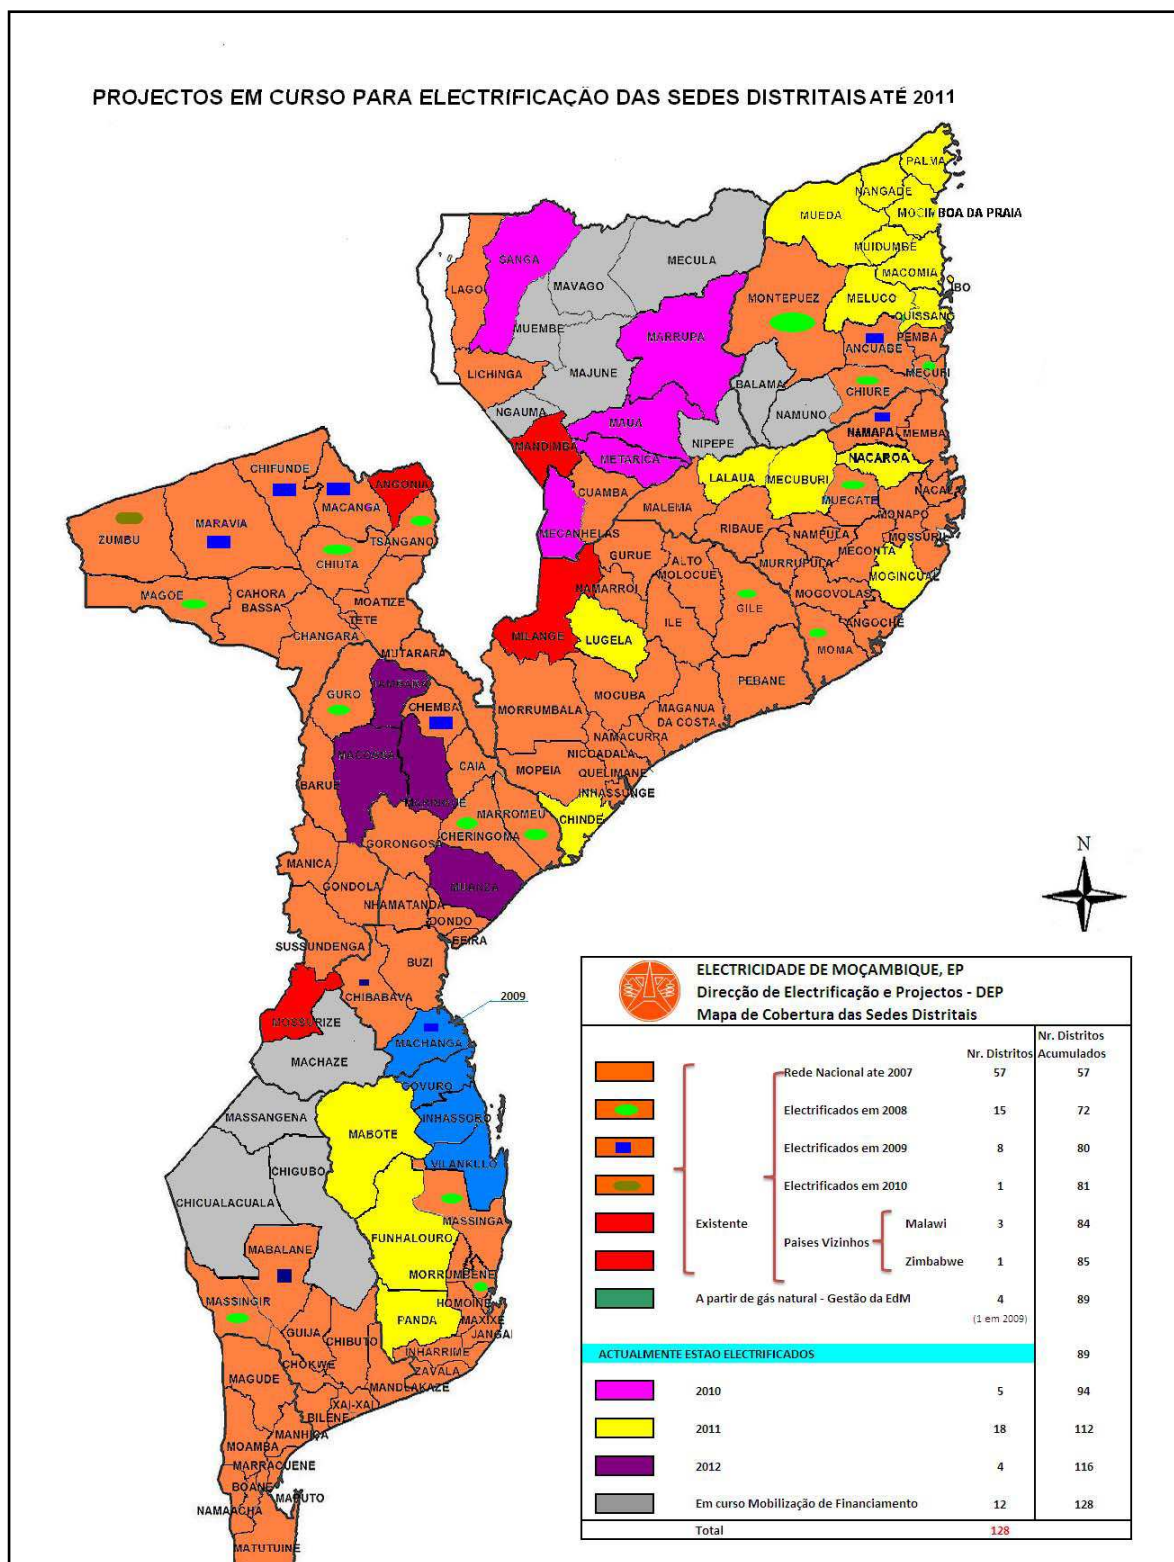 PROJECTOS EM CURSO PARA ELECTRIFICAÇÃO DAS SEDES DISTRITAIS ATÉ 2011
PALMA
NANGADE
MUEDA
MOCIMBOA DA PRAIA
MUIDUMBE
SANGA
MECULA
MACOMIA
MAVAGO
LAGO
MONTEPUEZ
MELUCO
IBO
QUISSANG
MUEMBE
MARRUPA
PEMBA
ANCUABE
MECUFI
LICHINGA
MAJUNE
BALAMA
CHIURE
NGAUMA
NAMUNO
MAUA
NIPEPE
NAMAPA
MEMBA
MANDIMBA
METARICA
NACAROA
LALAUA
MECUBURI
CHIFUNDE
ANGONIA
CUAMBA
MUECATE
NACALA
MACANGA
MALEMA
MONAPO
MARAVIA
RIBAUE
ZUMBU
TSANGANO
MECANHELAS
NAMPULA
MOSSURIL
CHIUTA
GURUE
MECONTA
ALTO
MOLOCUE
MURRUPULA
MOGINCUAL
MAGOE
CAHORA
BASSA
MOATIZE
NAMARROI
GILE
MOGOVOLAS
TETE
ILE
ANGOCHE
CHANGARA
MILANGE
LUGELA
MOMA
MUTARARA
TAMBARA
PEBANE
GURO
CHEMBA
MORRUMBALA
MOCUBA
MAGANUA
DA COSTA
NAMACURRA
MACOSSA
NICOADALA
CAIA
MOPEIA
QUELIMANE
BARUE
INHASSUNGE
MARINGUE
MARROMEU
CHINDE
CHERINGOMA
GORONGOSA
N
MANICA
GONDOLA
MUANZA
NHAMATANDA
DONDO
BEIRA
SUSSUNDENGA
BUZI
CHIBABAVA
2009
MOSSURIZE
MACHANGA
MACHAZE
GOVURO
MASSANGENA
INHASSORO
MABOTE
VILANKLLO
CHIGUBO
CHICUALACUALA
MASSINGA
FUNHALOURO
MABALANE
MORRUMBENE
MASSINGIR
HOMOINE
PANDA
MAXIXE
GUIJA
CHIBUTO
JANGAI
INHARRIME
CHOKWE
ZAVALA
MAGUDE
MANDLAKAZE
XAI-XAI
BILENE
MANHIÇA
MOAMBA
MARRACUENE
BOANE
MAPUTO
NAMAACHA
MATUTUINE
ELECTRICIDADE DE MOÇAMBIQUE, EP
Direcção de Electrificação e Projectos - DEP
Mapa de Cobertura das Sedes Distritais
Nr. Distritos
Nr. Distritos Acumulados
Rede Nacional ate 2007 57 57
Electrificados em 2008 15 72
Electrificados em 2009 8 80
Electrificados em 2010 1 81
Existente
Paises Vizinhos
Malawi 3 84
Zimbabwe 1 85
A partir de gás natural - Gestão da EdM 4 89
(1 em 2009)
ACTUALMENTE ESTAO ELECTRIFICADOS 89
2010 5 94
2011 18 112
2012 4 116
Em curso Mobilização de Financiamento 12 128
Total 128